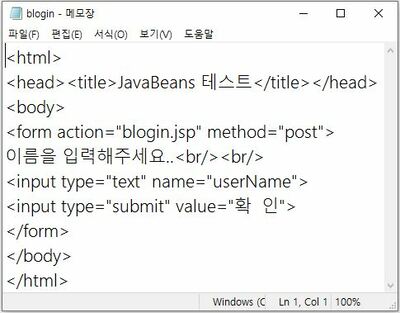 blogin - 메모장
파일(F) 편집(E) 서식(O) 보기(V) 도움말
<html>
<head><title>JavaBeans 테스트</title></head>
<body>
<form action="blogin.jsp" method="post">
이름을 입력해주세요..<br/><br/>
<input type="text" name="userName">
<input type="submit" value="확  인">
</form>
</body>
</html>
Windows (C Ln 1, Col 1 100%